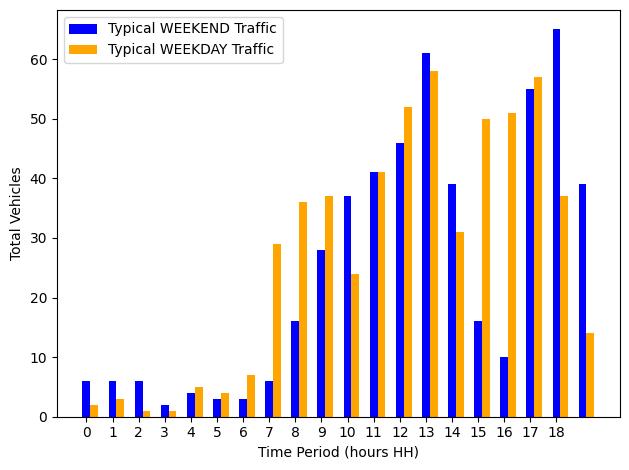 Typical WEEKEND Traffic
Typical WEEKDAY Traffic
Total Vehicles
60
50
40
30
20
10
0
0 1 2 3 4 5 6 7 8 9 10 11 12 13 14 15 16 17 18
Time Period (hours HH)